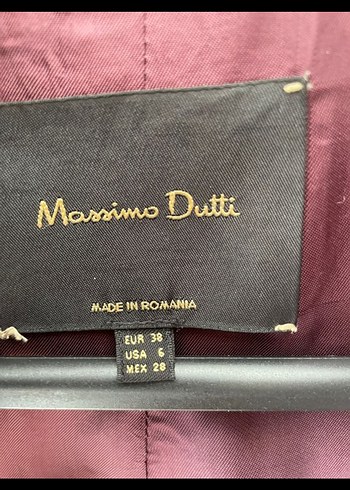 Massimo Dutti
MADE IN ROMANIA
EUR 38
USA 6
MEX 28